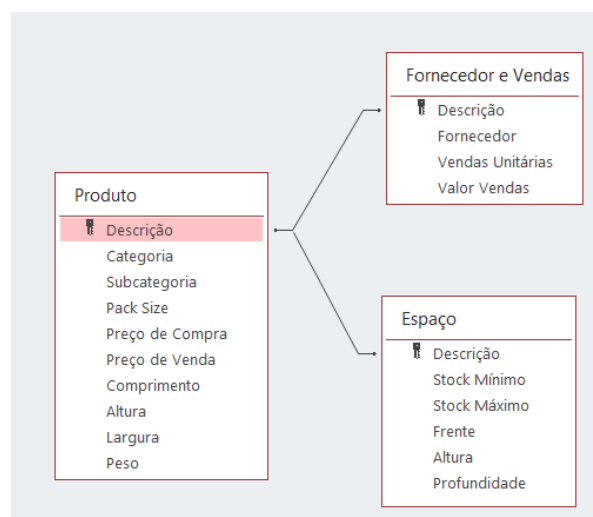 Fornecedor e Vendas
Descrição
Fornecedor
Vendas Unitárias
Valor Vendas
Produto
Descrição
Categoria
Subcategoria
Pack Size
Preço de Compra
Preço de Venda
Comprimento
Altura
Largura
Peso
Espaço
Descrição
Stock Mínimo
Stock Máximo
Frente
Altura
Profundidade